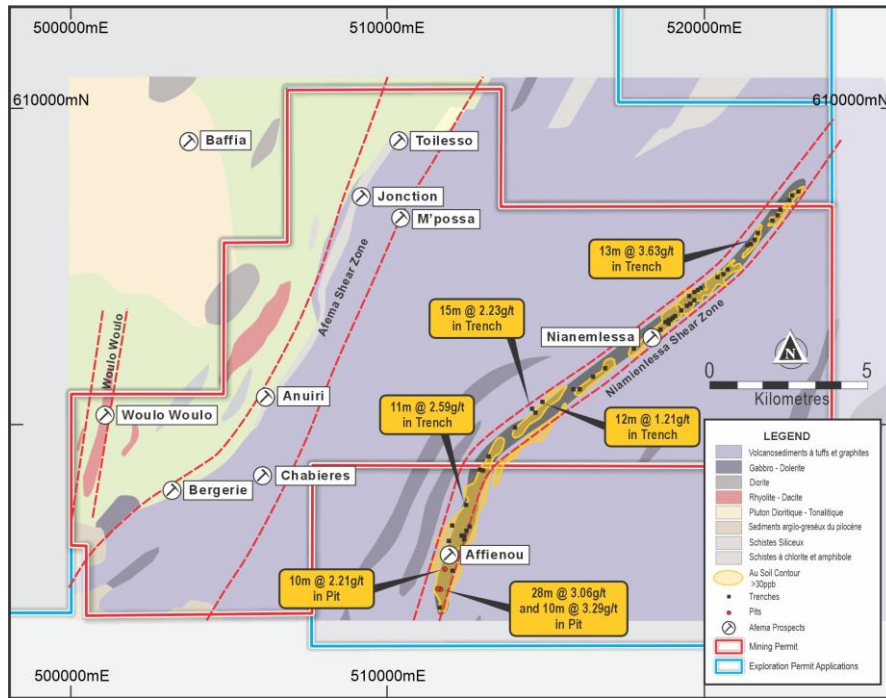 500000mE
510000mE
520000mE
610000mN
610000mN
Baffia
Toilesso
Jonction
M'possa
Afema Shear Zone
13m @ 3.63g/t
in Trench
15m @ 2.23g/t
in Trench
Nianemlessa
Niamienlessa Shear Zone
N
0
5
Kilometres
Woulo Woulo
Anuiri
Woulo Woulo
11m @ 2.59g/t
in Trench
12m @ 1.21g/t
in Trench
Chabieres
Bergerie
Affienou
10m @ 2.21g/t
in Pit
28m @ 3.06g/t
and 10m @ 3.29g/t
in Pit
LEGEND
Volcanosediments à tuffs et graphites
Gabbro - Dolerite
Diorite
Rhyolite - Dacite
Pluton Dioritique - Tonalitique
Sediments argilo-greséux du pilocène
Schistes Siliceux
Schistes à chlorite et amphibole
Au Soil Contour
>30ppb
Trenches
Pits
Afema Prospects
Mining Permit
Exploration Permit Applications
500000mE
510000mE